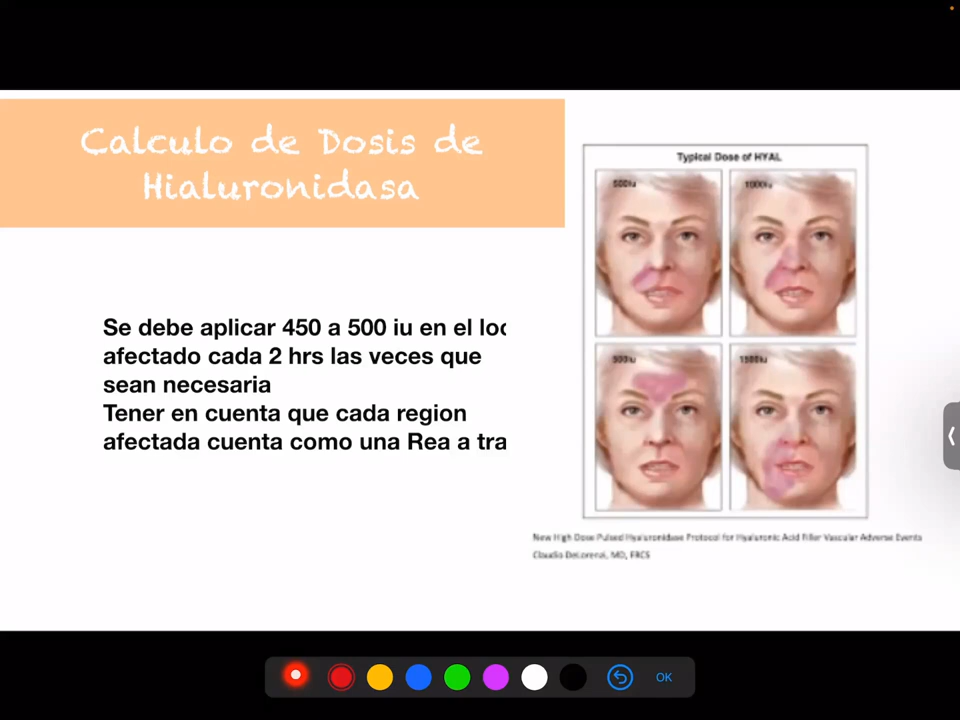 Calculo de Dosis de
Hialuronidasa
Se debe aplicar 450 a 500 iu en el loc
afectado cada 2 hrs las veces que
sean necesaria
Tener en cuenta que cada region
afectada cuenta como una Rea a tra
Typical Dose of HYAL
500iu
1000iu
500iu
1500iu
New High Dose Pulsed Hyaluronidase Protocol for Hyaluronic Acid Filler Vascular Adverse Events
Claudio DeLorenzi, MD, FRCS
OK